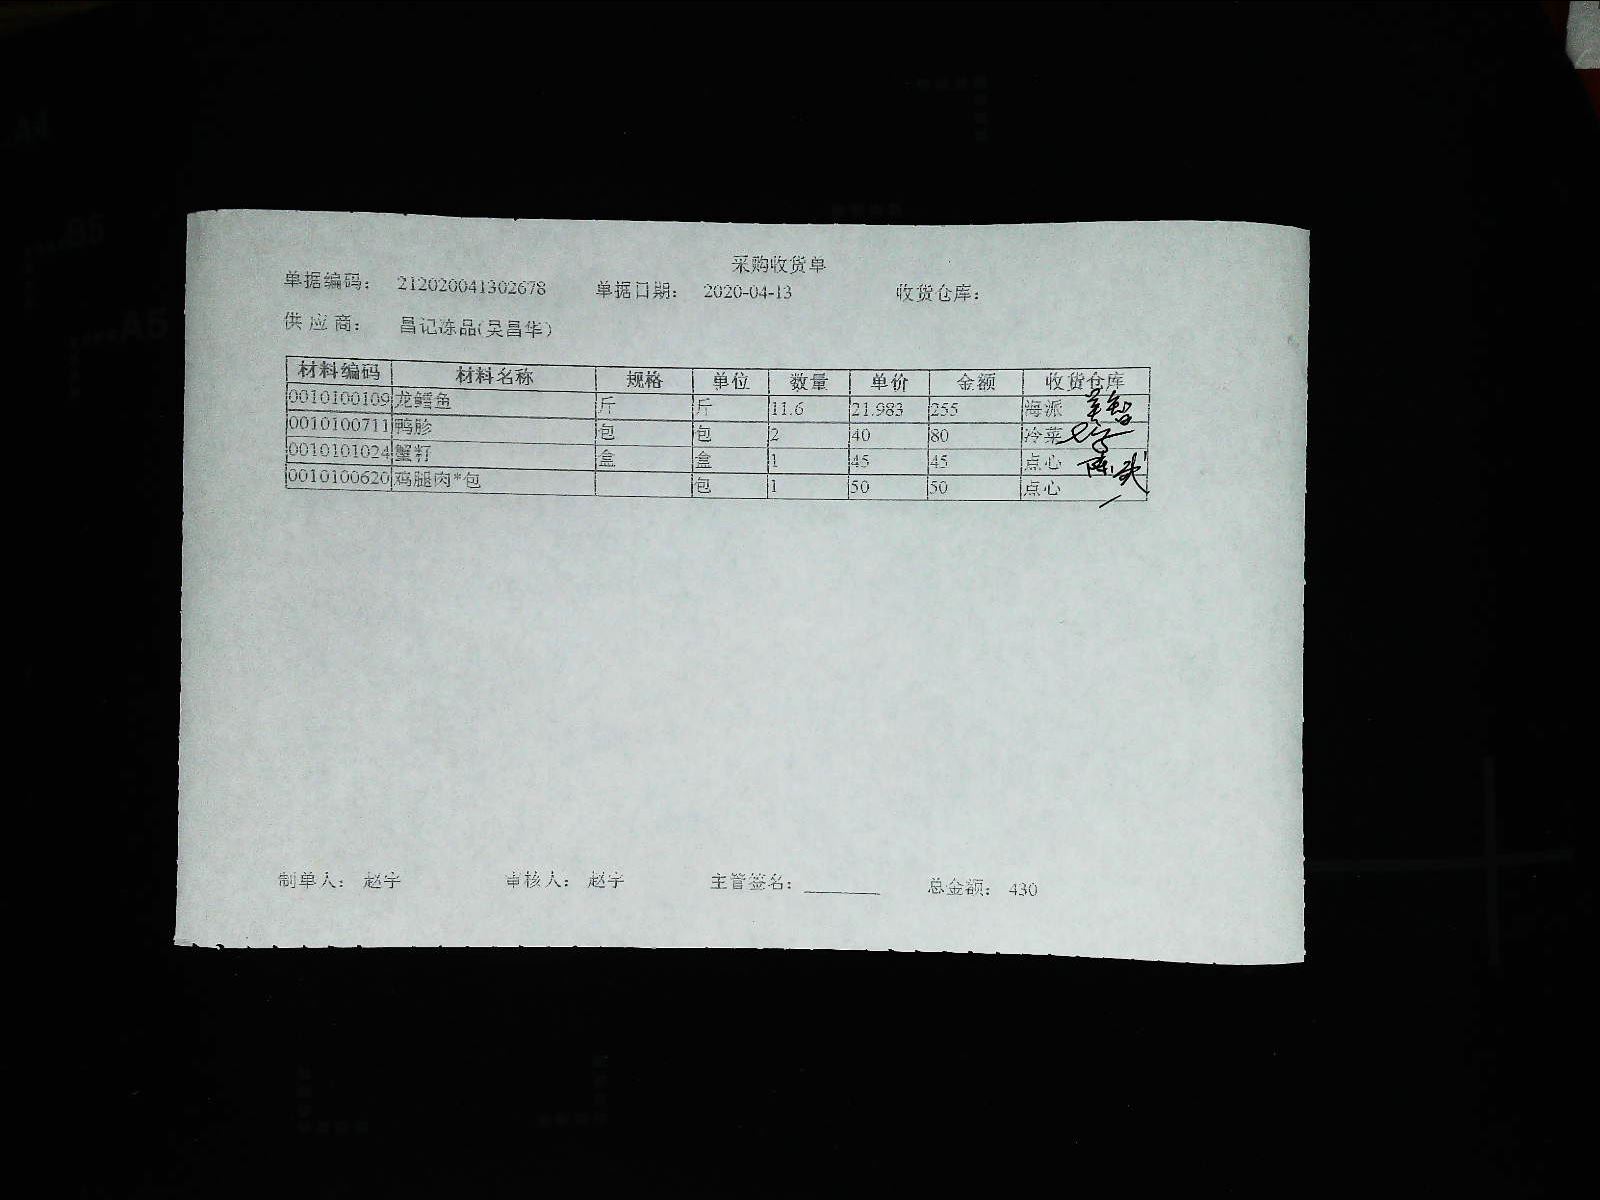 采购收货单
单据编码： 212020041302678 单据日期： 2020-04-13 收货仓库：
供应商： 昌记冻品(吴昌华)
材料编码 材料名称 规格 单位 数量 单价 金额 收货仓库
0010100109 龙鳕鱼 斤 斤 11.6 21.983 255 海派
0010100711 鸭胗 包 包 2 40 80 冷菜
0010101024 蟹籽 盒 盒 1 45 45 点心
0010100620 鸡腿肉*包 包 1 50 50 点心
制单人： 赵宇 审核人： 赵宇 主管签名： 总金额： 430
A4
B5
A5